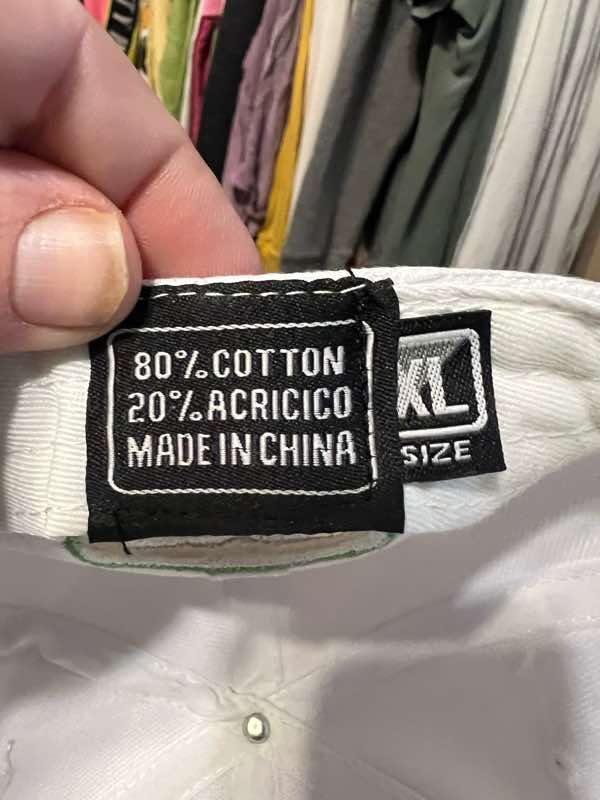 80% COTTON
20% ACRICICO
MADE IN CHINA
XL
SIZE